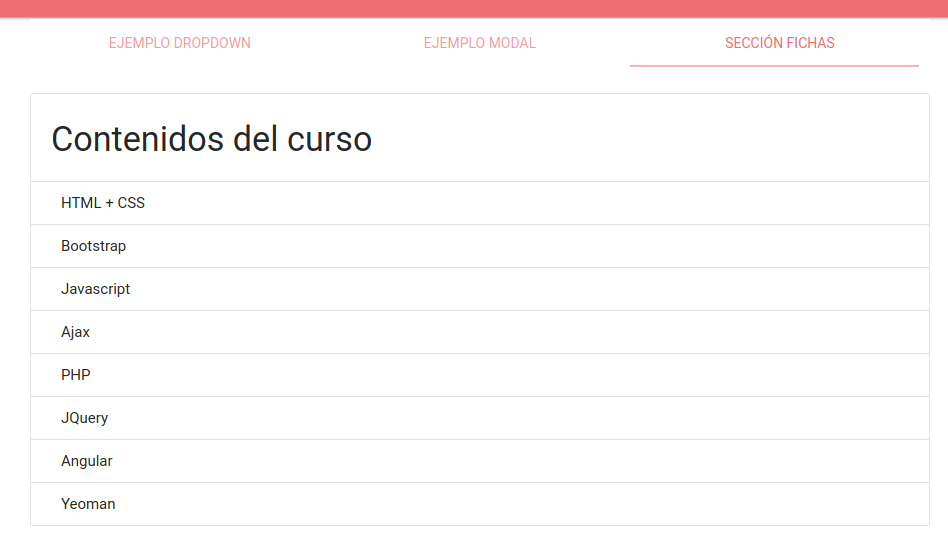 EJEMPLO DROPDOWN EJEMPLO MODAL SECCIÓN FICHAS
Contenidos del curso
HTML + CSS
Bootstrap
Javascript
Ajax
PHP
JQuery
Angular
Yeoman